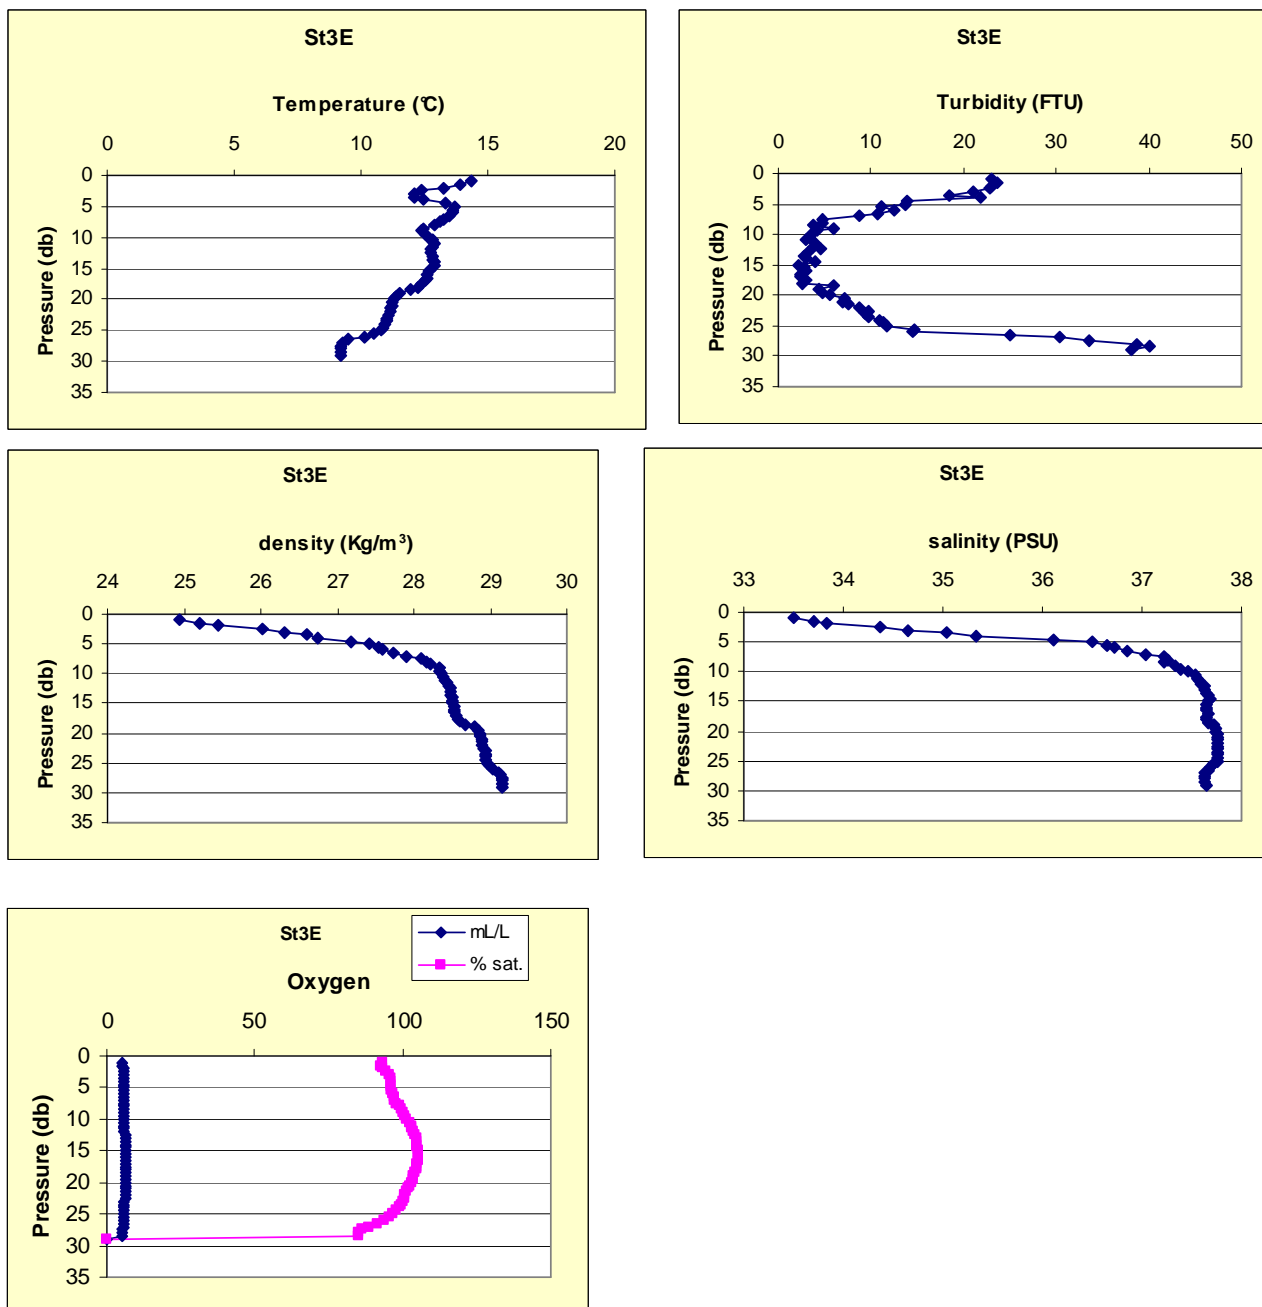 St3E
Temperature (°C)
0 5 10 15 20
0
5
10
15
20
25
30
35
Pressure (db)
St3E
Turbidity (FTU)
0 10 20 30 40 50
0
5
10
15
20
25
30
35
Pressure (db)
St3E
density (Kg/m³)
24 25 26 27 28 29 30
0
5
10
15
20
25
30
35
Pressure (db)
St3E
salinity (PSU)
33 34 35 36 37 38
0
5
10
15
20
25
30
35
Pressure (db)
St3E
mL/L
% sat.
Oxygen
0 50 100 150
0
5
10
15
20
25
30
35
Pressure (db)